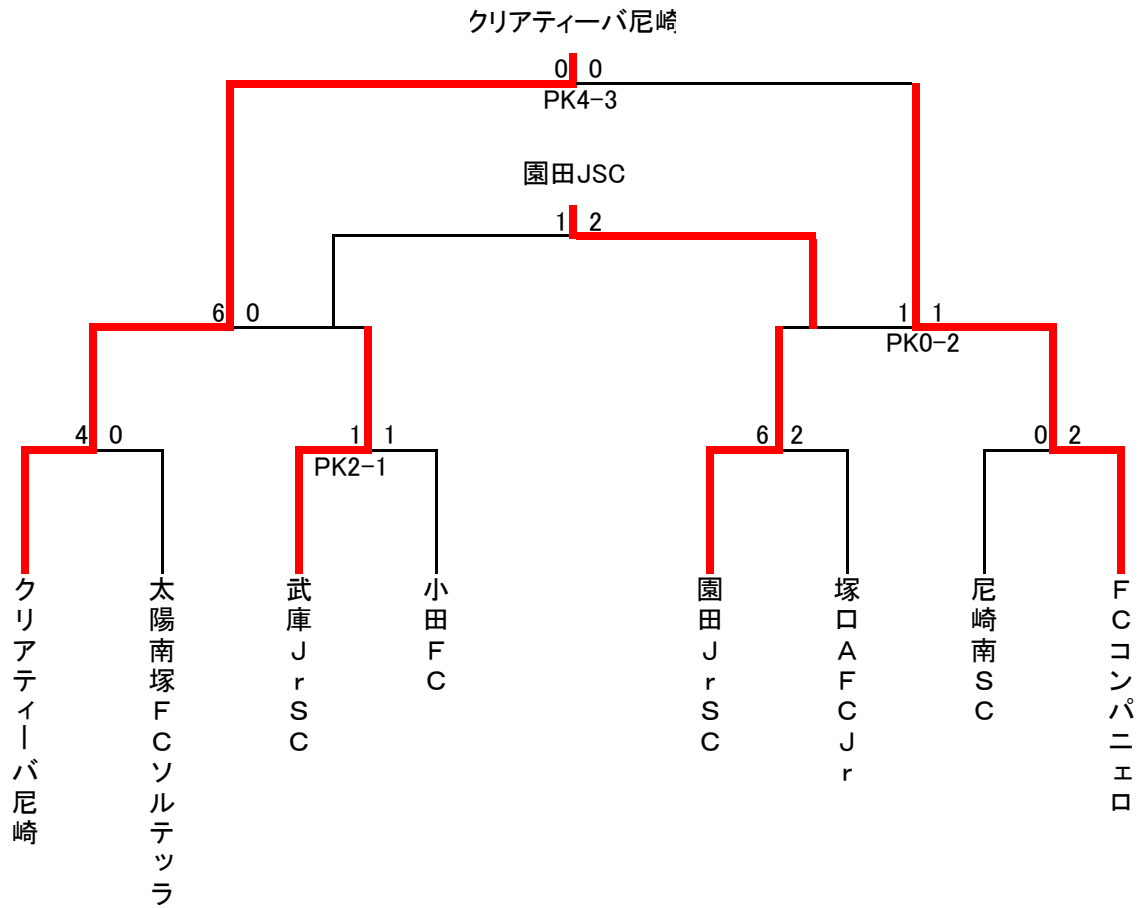 クリアティーバ尼崎
0 0
PK4-3
園田JSC
1 2
6 0
1 1
PK0-2
4 0
1 1
PK2-1
6 2
0 2
クリアティーバ尼崎
太陽南塚FCソルテッラ
武庫JrSC
小田FC
園田JrSC
塚口AFCJr
尼崎南SC
FCコンパニェロ